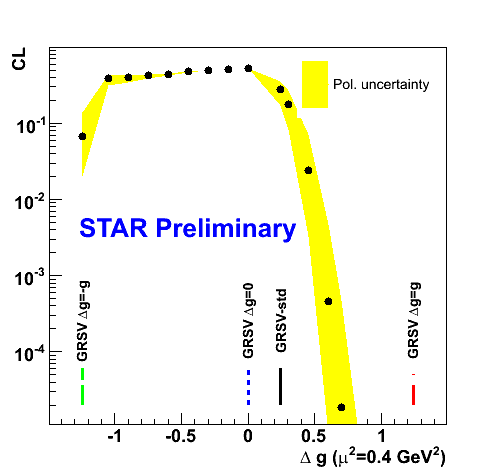 CL
Pol. uncertainty
10^-1
10^-2
STAR Preliminary
10^-3
10^-4
GRSV Δg=-g
GRSV Δg=0
GRSV-std
GRSV Δg=g
-1 -0.5 0 0.5 1
Δ g (μ²=0.4 GeV²)